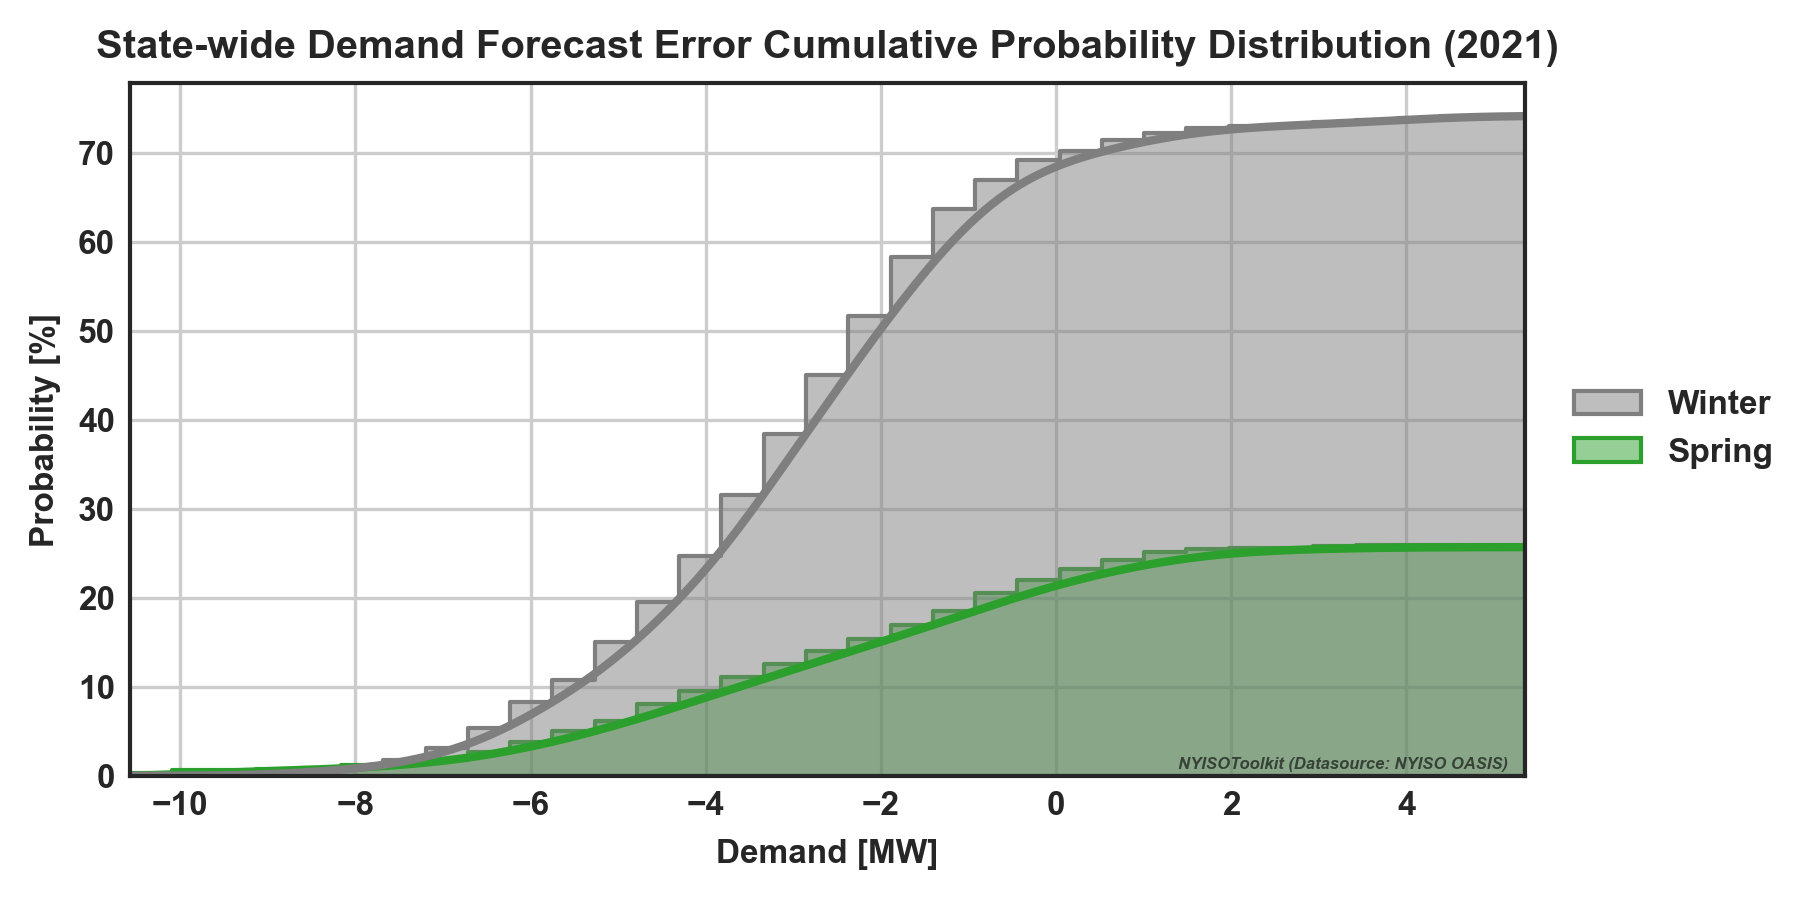 State-wide Demand Forecast Error Cumulative Probability Distribution (2021)
70
60
50
40
30
20
10
0
Probability [%]
Winter
Spring
NYISOToolkit (Datasource: NYISO OASIS)
−10 −8 −6 −4 −2 0 2 4
Demand [MW]